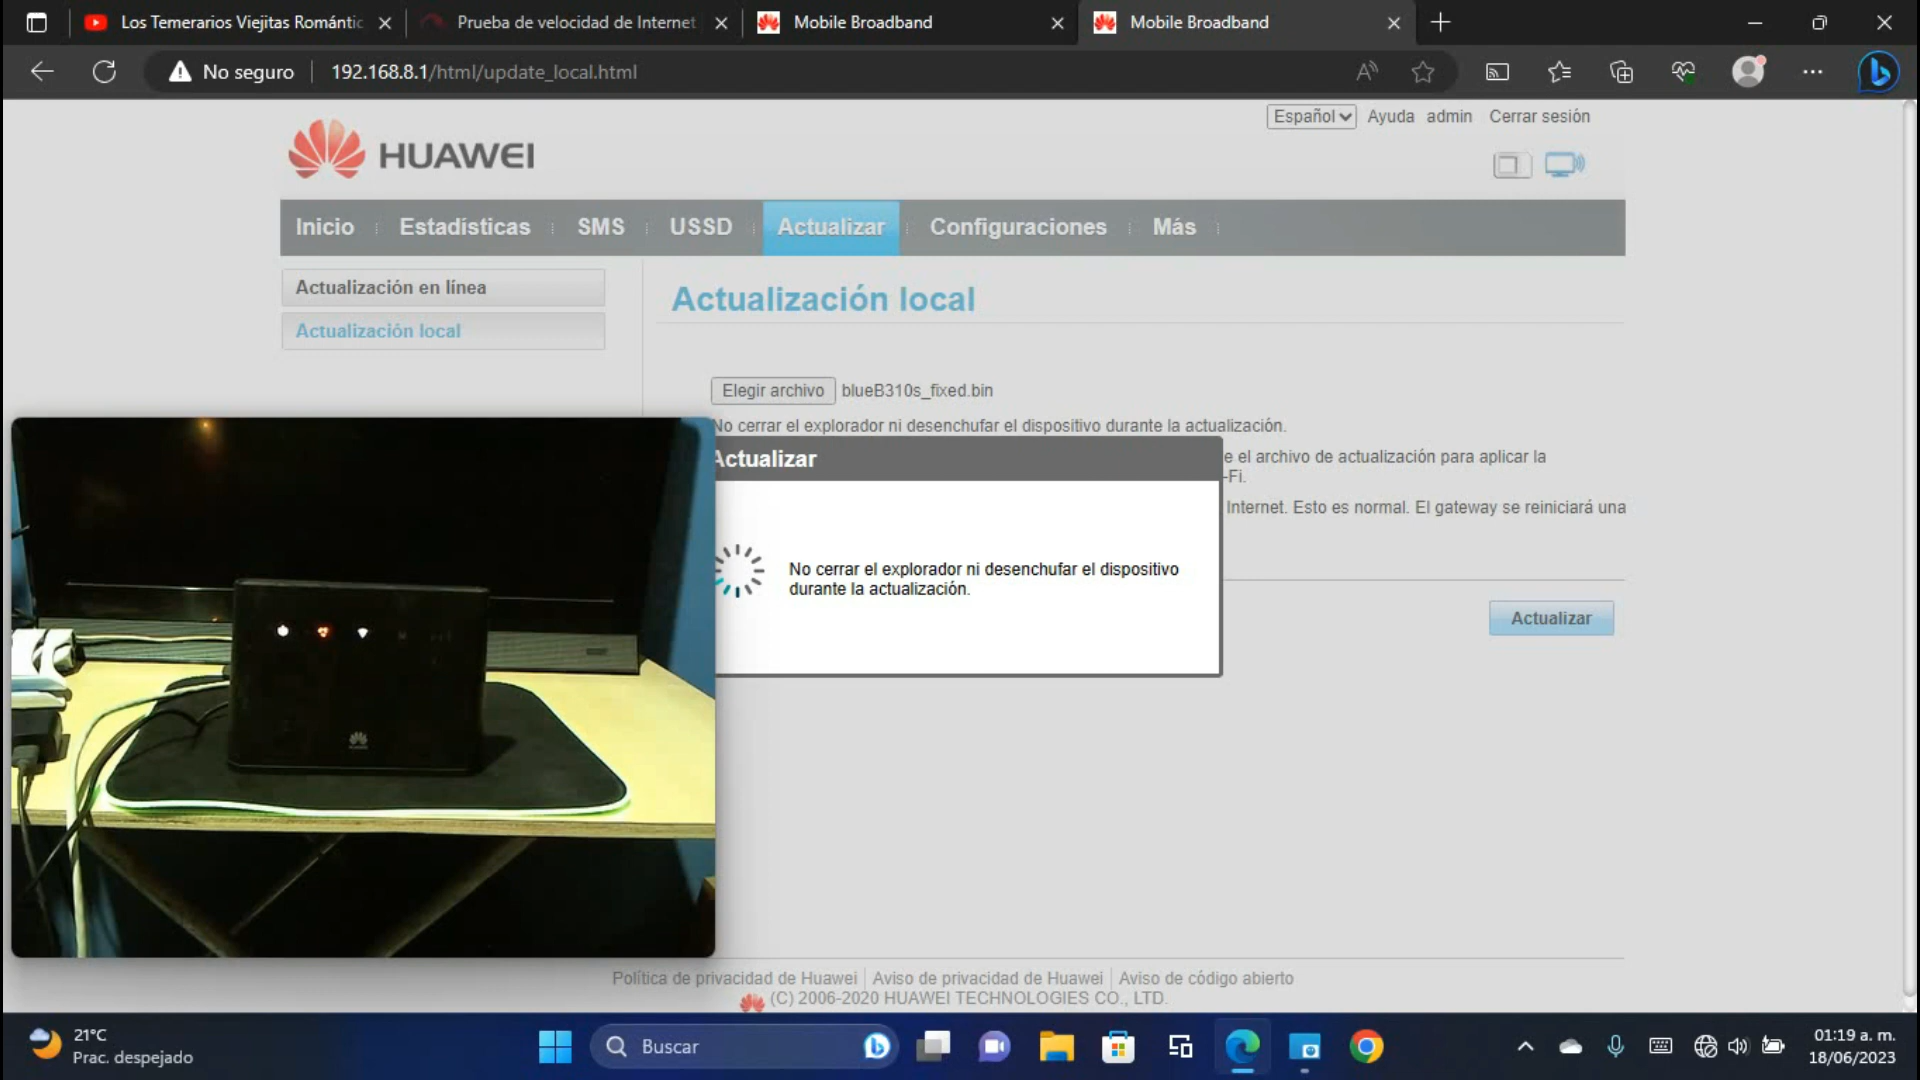 Los Temerarios Viejitas Romántic
Prueba de velocidad de Internet
Mobile Broadband
Mobile Broadband
No seguro
192.168.8.1/html/update_local.html
Español
Ayuda
admin
Cerrar sesión
HUAWEI
Inicio
Estadísticas
SMS
USSD
Actualizar
Configuraciones
Más
Actualización en línea
Actualización local
Actualización local
Elegir archivo
blueB310s_fixed.bin
No cerrar el explorador ni desenchufar el dispositivo durante la actualización.
Actualizar
e el archivo de actualización para aplicar la
-Fi.
Internet. Esto es normal. El gateway se reiniciará una
No cerrar el explorador ni desenchufar el dispositivo
durante la actualización.
Actualizar
Política de privacidad de Huawei
Aviso de privacidad de Huawei
Aviso de código abierto
(C) 2006-2020 HUAWEI TECHNOLOGIES CO., LTD.
21°C
Prac. despejado
Buscar
01:19 a. m.
18/06/2023